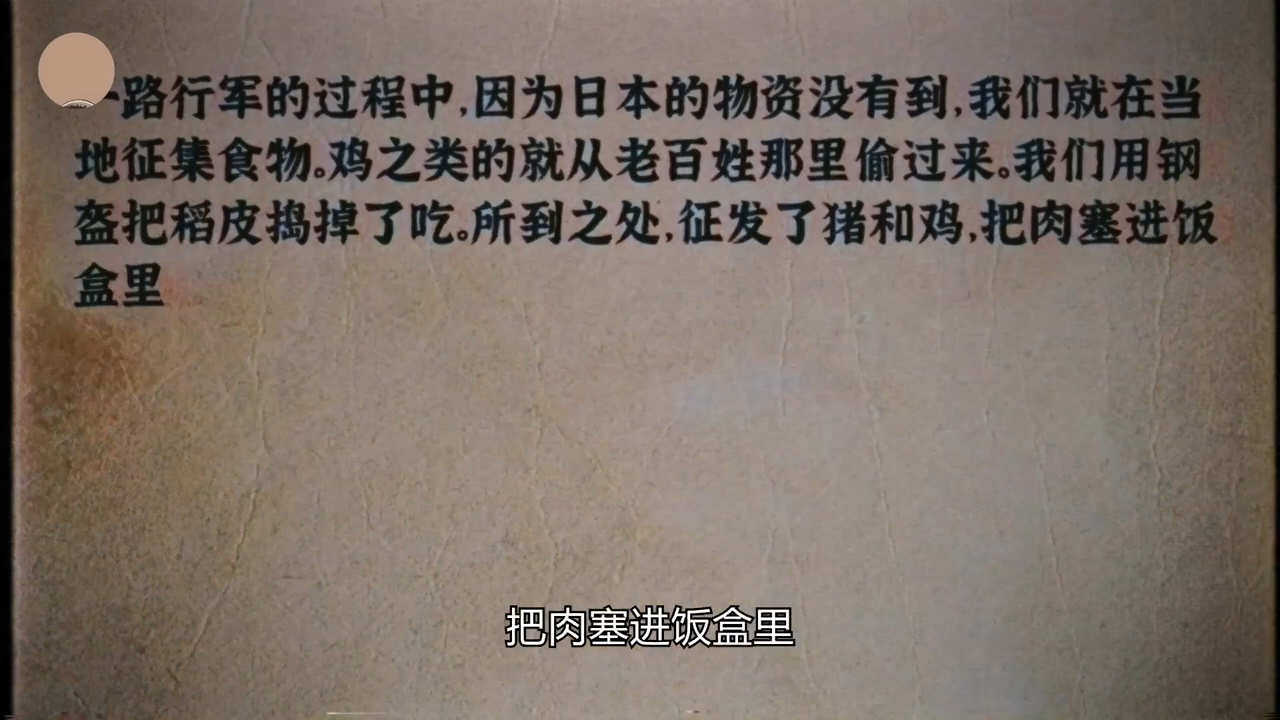 一路行军的过程中,因为日本的物资没有到,我们就在当
地征集食物。鸡之类的就从老百姓那里偷过来。我们用钢
盔把稻皮捣掉了吃。所到之处,征发了猪和鸡,把肉塞进饭
盒里
把肉塞进饭盒里